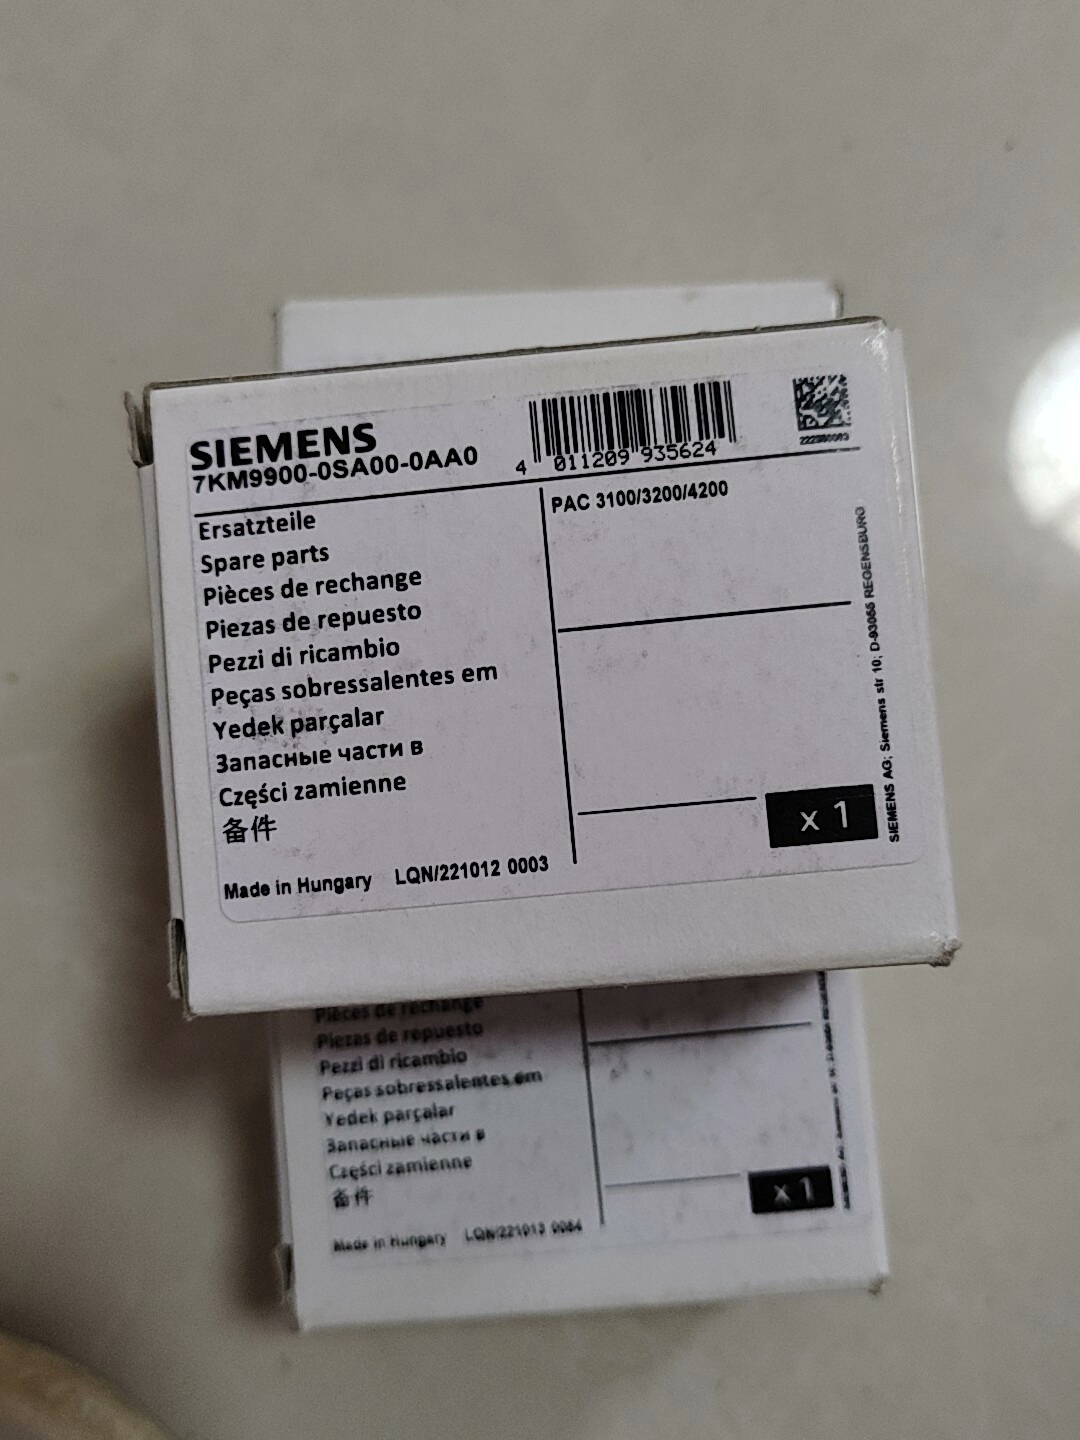 SIEMENS
7KM9900-0SA00-0AA0
4 011209 935624
PAC 3100/3200/4200
Ersatzteile
Spare parts
Pièces de rechange
Piezas de repuesto
Pezzi di ricambio
Peças sobressalentes em
Yedek parçalar
Запасные части в
Części zamienne
备件
Made in Hungary LQN/221012 0003
x 1
SIEMENS AG; Siemens str 10; D-93055 REGENSBURG
Pièces de rechange
Piezas de repuesto
Pezzi di ricambio
Peças sobressalentes em
Yedek parçalar
Запасные части в
Części zamienne
备件
Made in Hungary LQN/221013 0064
x 1